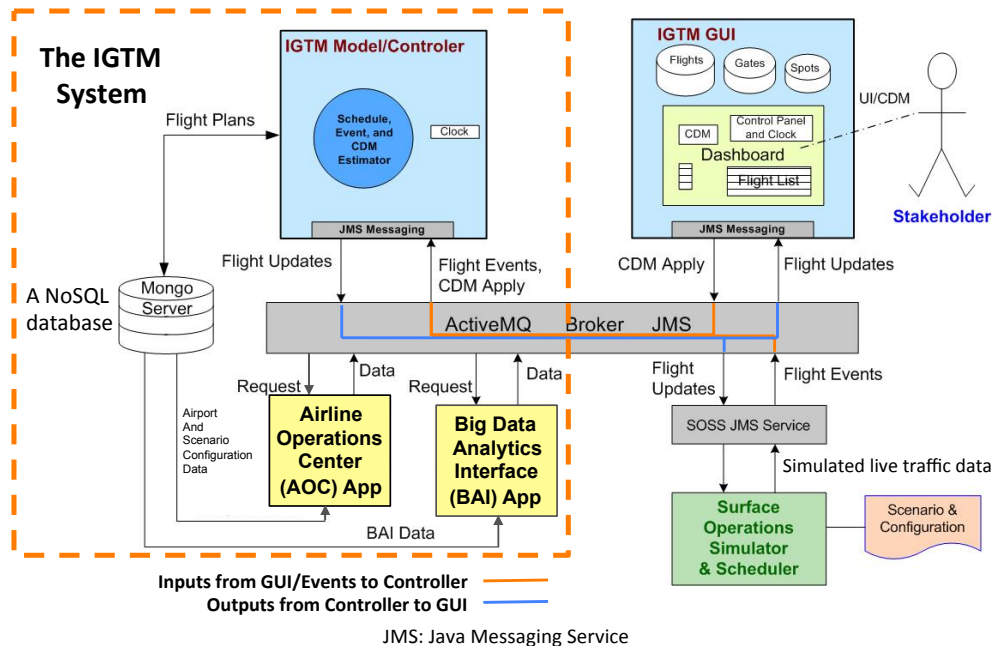 The IGTM
System
IGTM Model/Controler
Schedule,
Event, and
CDM
Estimator
Clock
JMS Messaging
Flight Plans
IGTM GUI
Flights
Gates
Spots
CDM
Control Panel
and Clock
Dashboard
Flight List
JMS Messaging
UI/CDM
Stakeholder
Flight Updates
Flight Events,
CDM Apply
CDM Apply
Flight Updates
A NoSQL
database
Mongo
Server
ActiveMQ Broker JMS
Request
Data
Request
Data
Flight
Updates
Flight Events
Airport
And
Scenario
Configuration
Data
Airline
Operations
Center
(AOC) App
Big Data
Analytics
Interface
(BAI) App
SOSS JMS Service
Simulated live traffic data
BAI Data
Surface
Operations
Simulator
& Scheduler
Scenario &
Configuration
Inputs from GUI/Events to Controller
Outputs from Controller to GUI
JMS: Java Messaging Service